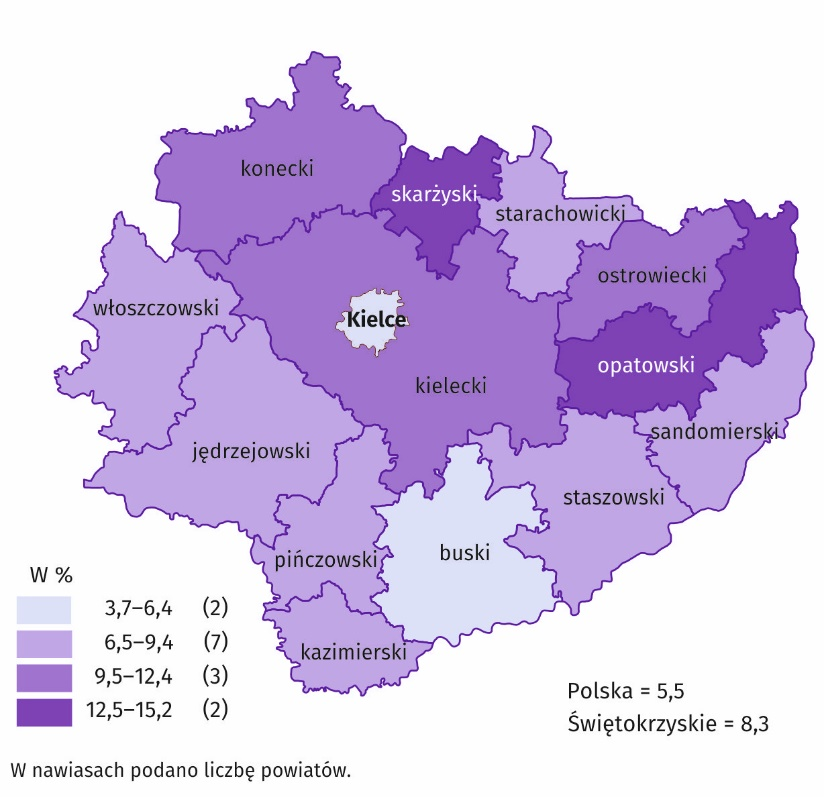 konecki
skarżyski
starachowicki
ostrowiecki
włoszczowski
Kielce
opatowski
kielecki
sandomierski
jędrzejowski
staszowski
buski
pińczowski
kazimierski
W %
3,7–6,4 (2)
6,5–9,4 (7)
9,5–12,4 (3)
12,5–15,2 (2)
Polska = 5,5
Świętokrzyskie = 8,3
W nawiasach podano liczbę powiatów.